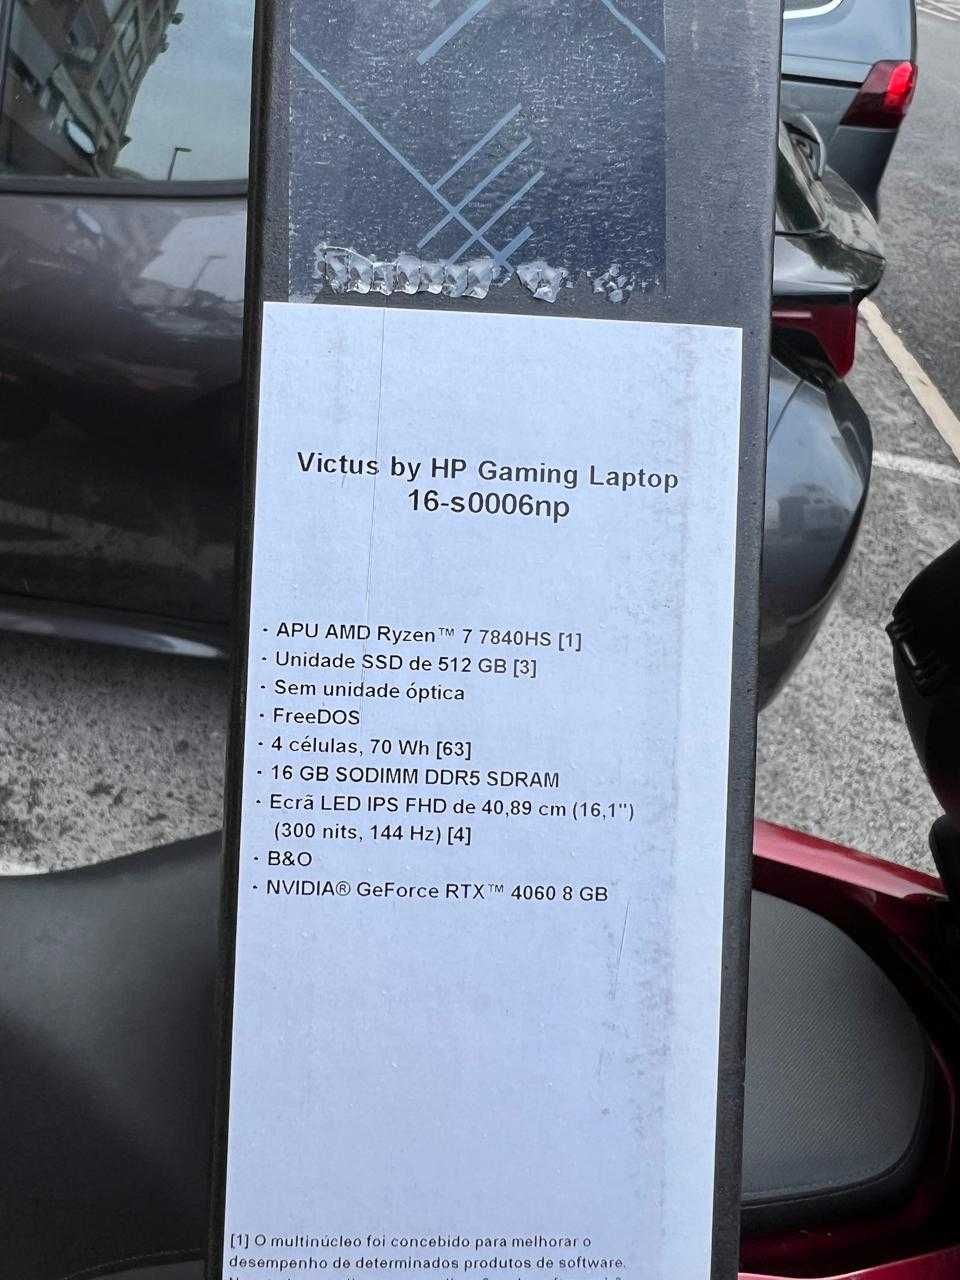 Victus by HP Gaming Laptop
16-s0006np
· APU AMD Ryzen™ 7 7840HS [1]
· Unidade SSD de 512 GB [3]
· Sem unidade óptica
· FreeDOS
· 4 células, 70 Wh [63]
· 16 GB SODIMM DDR5 SDRAM
· Ecrã LED IPS FHD de 40,89 cm (16,1")
(300 nits, 144 Hz) [4]
· B&O
· NVIDIA® GeForce RTX™ 4060 8 GB
[1] O multinúcleo foi concebido para melhorar o
desempenho de determinados produtos de software.